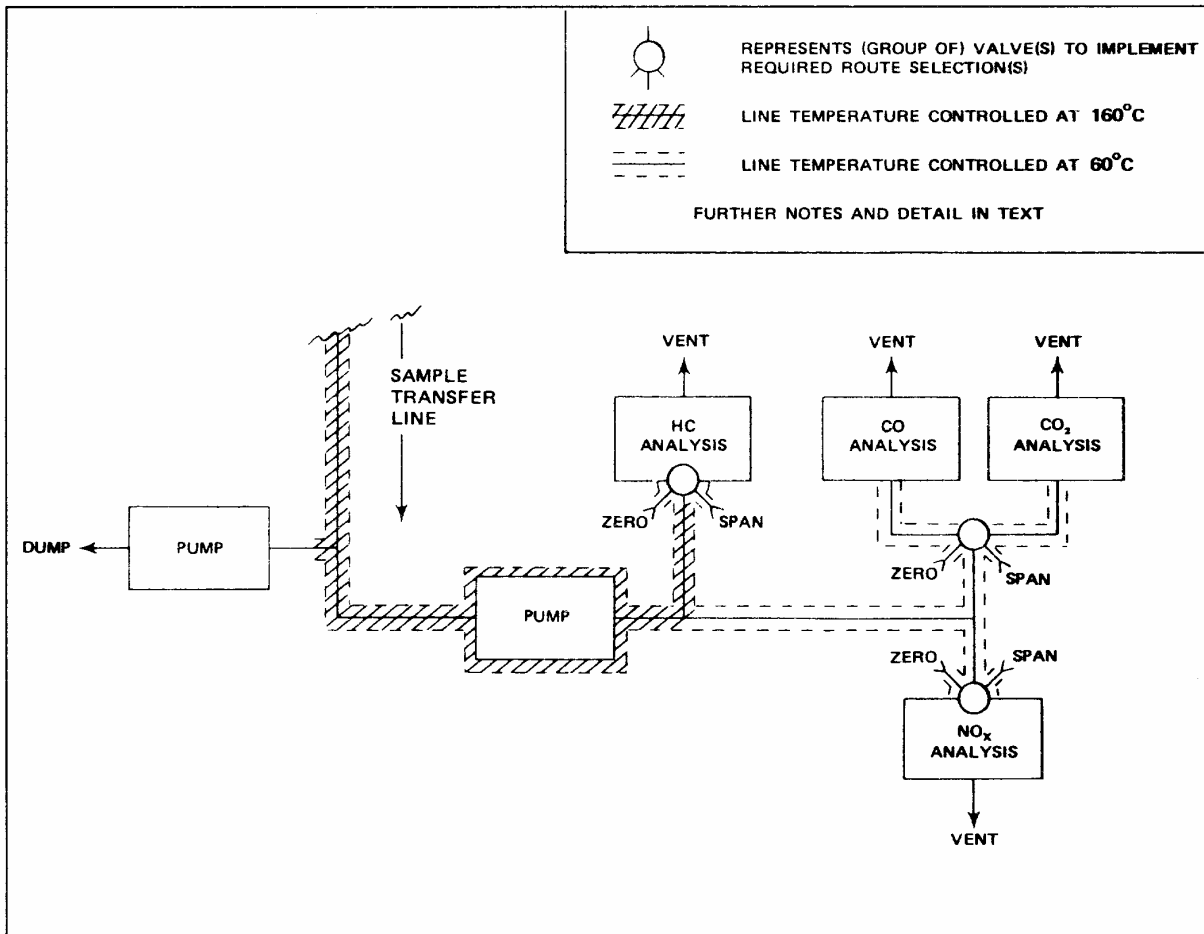 REPRESENTS (GROUP OF) VALVE(S) TO IMPLEMENT
REQUIRED ROUTE SELECTION(S)
LINE TEMPERATURE CONTROLLED AT 160°C
LINE TEMPERATURE CONTROLLED AT 60°C
FURTHER NOTES AND DETAIL IN TEXT
SAMPLE
TRANSFER
LINE
VENT
VENT
VENT
HC
ANALYSIS
CO
ANALYSIS
CO₂
ANALYSIS
ZERO
SPAN
DUMP
PUMP
ZERO
SPAN
PUMP
ZERO
SPAN
NOx
ANALYSIS
VENT